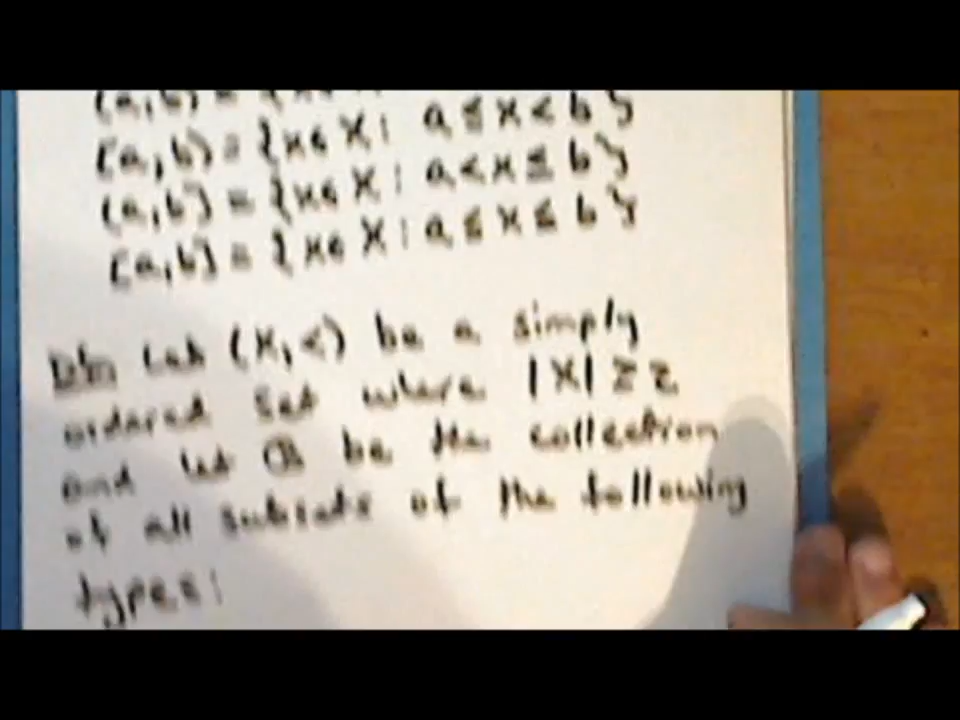 (a,b) = {x∈X:
[a,b) = {x∈X: a≤x<b}
(a,b] = {x∈X: a<x≤b}
[a,b] = {x∈X: a≤x≤b}
Dfn Let (X,<) be a simply
ordered set where |X| ≥ 2
and let B be the collection
of all subsets of the following
types: